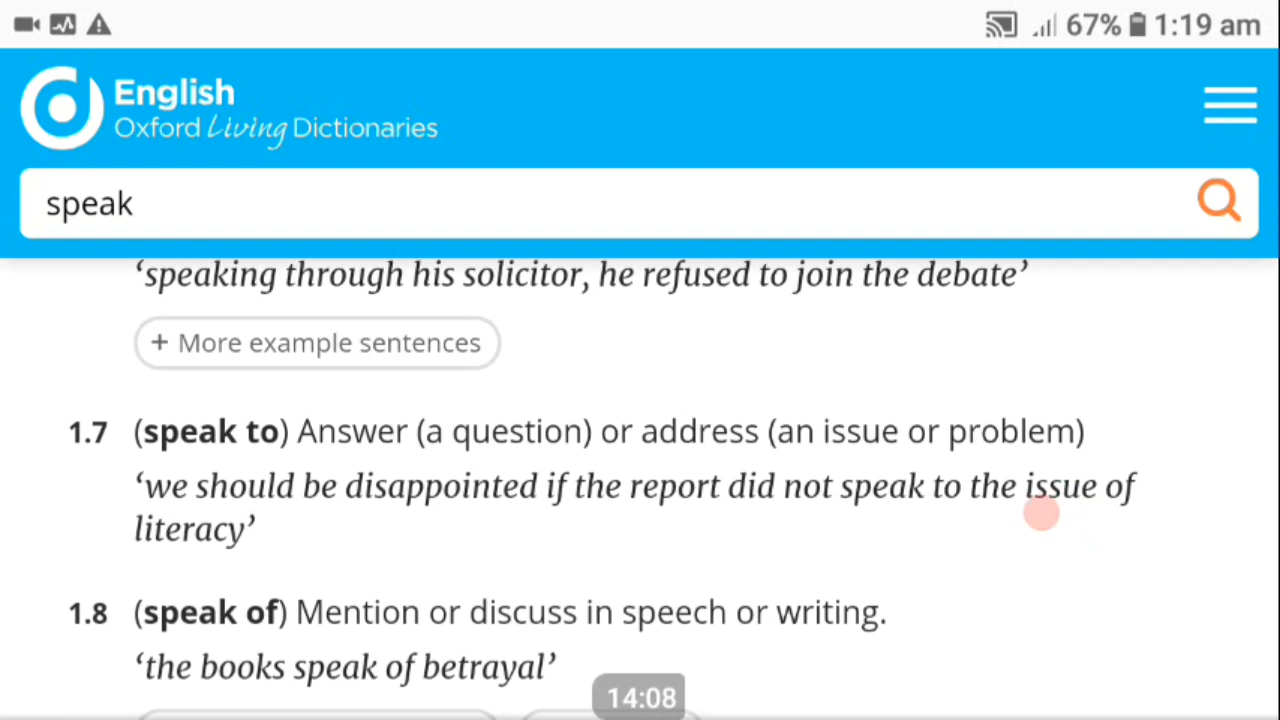 67% 1:19 am
English
Oxford Living Dictionaries
speak
‘speaking through his solicitor, he refused to join the debate’
+ More example sentences
1.7 (speak to) Answer (a question) or address (an issue or problem)
‘we should be disappointed if the report did not speak to the issue of
literacy’
1.8 (speak of) Mention or discuss in speech or writing.
‘the books speak of betrayal’
14:08